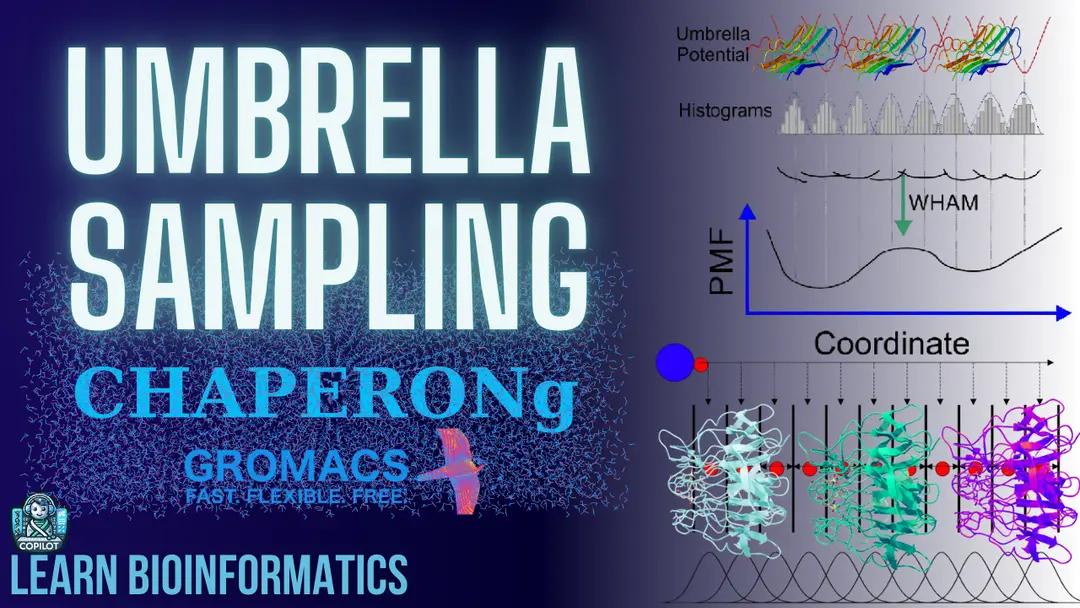 UMBRELLA
SAMPLING
CHAPERONg
GROMACS
FAST. FLEXIBLE. FREE.
COPILOT
LEARN BIOINFORMATICS
Umbrella
Potential
Histograms
WHAM
PMF
Coordinate